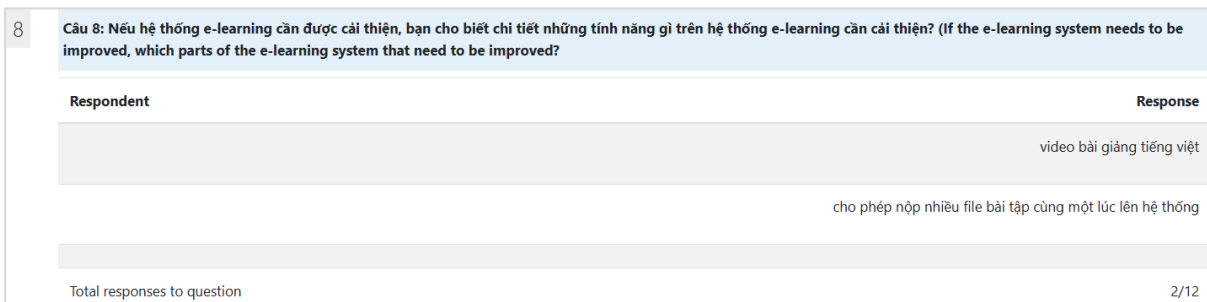 8
Câu 8: Nếu hệ thống e-learning cần được cải thiện, bạn cho biết chi tiết những tính năng gì trên hệ thống e-learning cần cải thiện? (If the e-learning system needs to be
improved, which parts of the e-learning system that need to be improved?
Respondent Response
video bài giảng tiếng việt
cho phép nộp nhiều file bài tập cùng một lúc lên hệ thống
Total responses to question 2/12